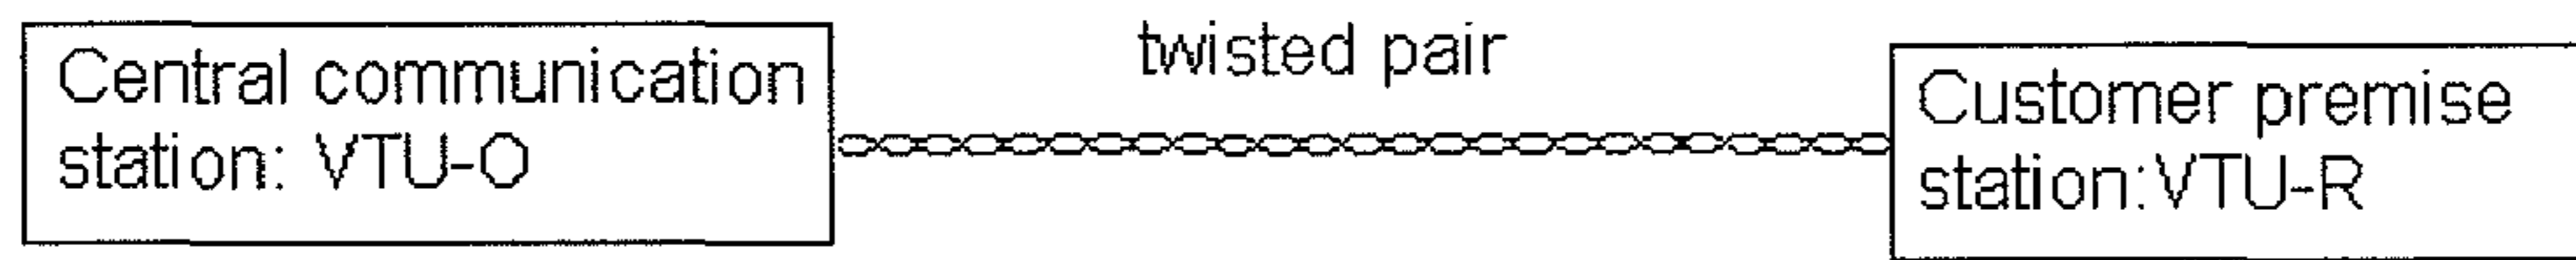 Central communication
station: VTU-O
twisted pair
Customer premise
station:VTU-R